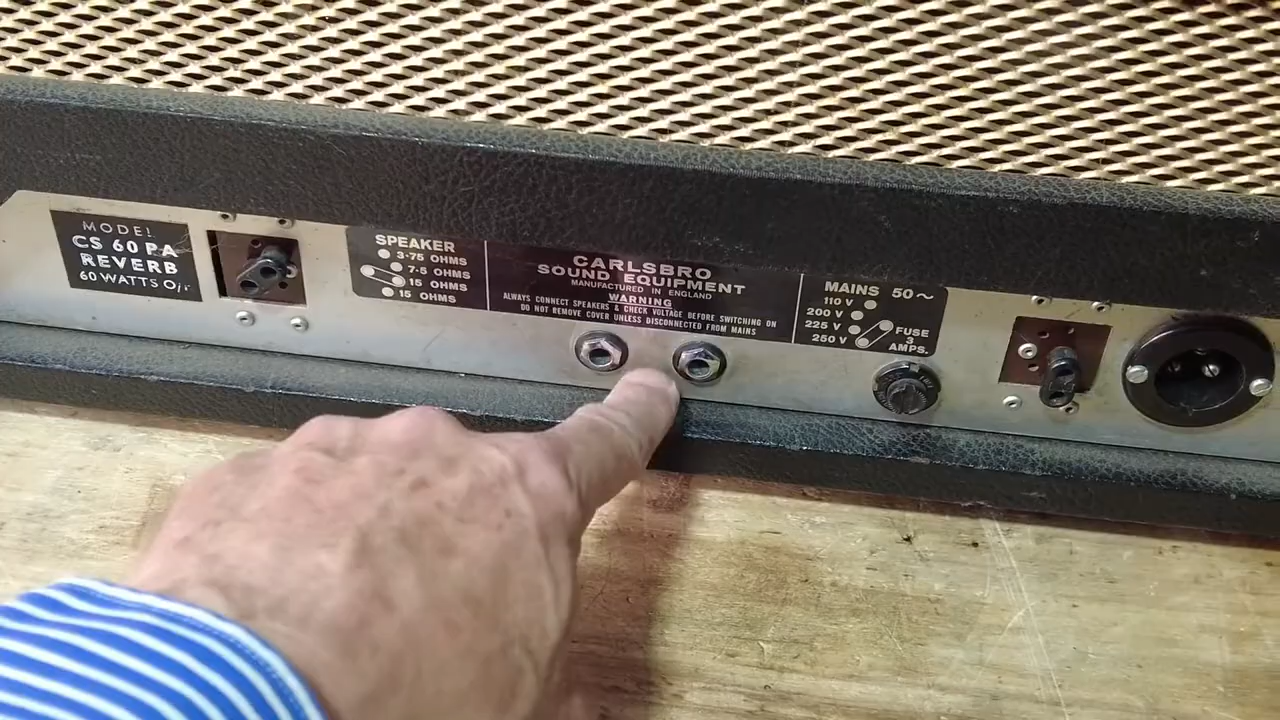 MODEL
CS 60 PA
REVERB
60 WATTS O/P
SPEAKER
3·75 OHMS
7·5 OHMS
15 OHMS
15 OHMS
CARLSBRO
SOUND EQUIPMENT
MANUFACTURED IN ENGLAND
WARNING
ALWAYS CONNECT SPEAKERS & CHECK VOLTAGE BEFORE SWITCHING ON
DO NOT REMOVE COVER UNLESS DISCONNECTED FROM MAINS
MAINS 50~
110 V
200 V
225 V
250 V
FUSE
3
AMPS.